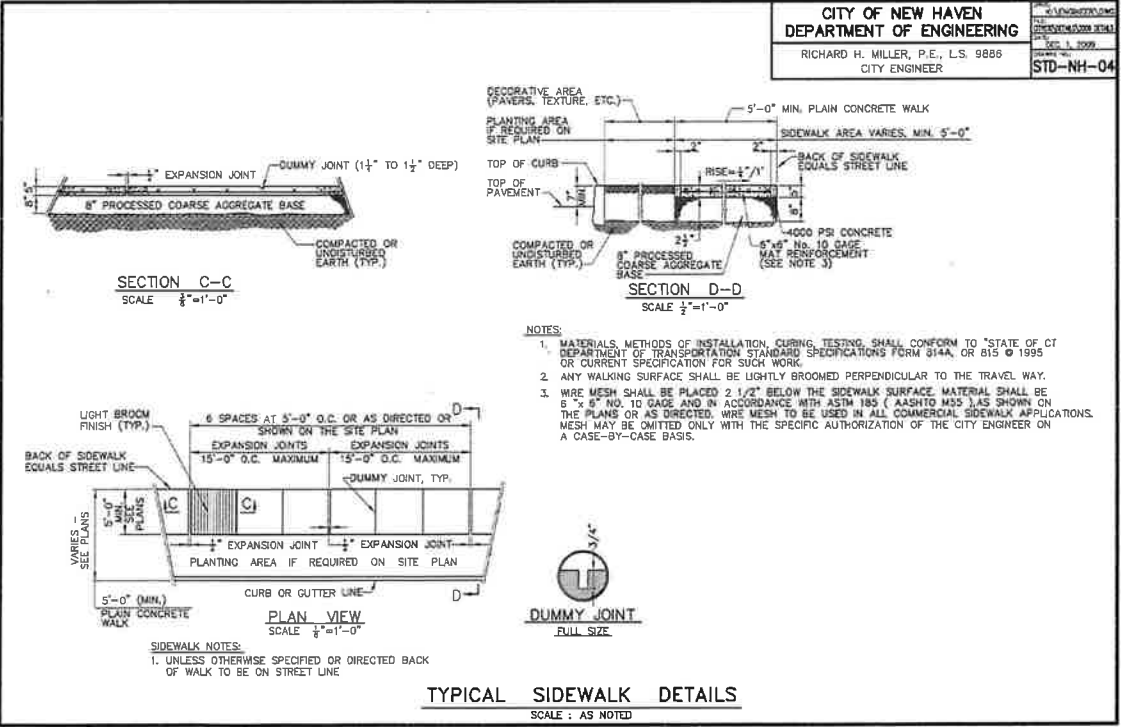 CITY OF NEW HAVEN
DEPARTMENT OF ENGINEERING
RICHARD H. MILLER, P.E., L.S. 9886
CITY ENGINEER
DEC. 1, 2009
STD-NH-04
DECORATIVE AREA
(PAVERS, TEXTURE, ETC.)
5'-0" MIN. PLAIN CONCRETE WALK
PLANTING AREA
IF REQUIRED ON
SITE PLAN
SIDEWALK AREA VARIES, MIN. 5'-0"
2"
2"
BACK OF SIDEWALK
EQUALS STREET LINE
TOP OF CURB
RISE=¼"/1'
TOP OF
PAVEMENT
7"
MIN.
5"
8"
2½"
4000 PSI CONCRETE
6"x6" No. 10 GAGE
MAT REINFORCEMENT
(SEE NOTE 3)
COMPACTED OR
UNDISTURBED
EARTH (TYP.)
8" PROCESSED
COARSE AGGREGATE
BASE
SECTION D-D
SCALE ½"=1'-0"
DUMMY JOINT (1¼" TO 1½" DEEP)
EXPANSION JOINT
5"
8"
8" PROCESSED COARSE AGGREGATE BASE
COMPACTED OR
UNDISTURBED
EARTH (TYP.)
SECTION C-C
SCALE "=1'-0"
NOTES:
1. MATERIALS, METHODS OF INSTALLATION, CURING, TESTING, SHALL CONFORM TO "STATE OF CT
DEPARTMENT OF TRANSPORTATION STANDARD SPECIFICATIONS FORM 814A, OR 815 © 1995
OR CURRENT SPECIFICATION FOR SUCH WORK.
2. ANY WALKING SURFACE SHALL BE LIGHTLY BROOMED PERPENDICULAR TO THE TRAVEL WAY.
3. WIRE MESH SHALL BE PLACED 2 1/2" BELOW THE SIDEWALK SURFACE. MATERIAL SHALL BE
6 "x 6" NO. 10 GAGE AND IN ACCORDANCE WITH ASTM 185 ( AASHTO M55 ),AS SHOWN ON
THE PLANS OR AS DIRECTED. WIRE MESH TO BE USED IN ALL COMMERCIAL SIDEWALK APPLICATIONS.
MESH MAY BE OMITTED ONLY WITH THE SPECIFIC AUTHORIZATION OF THE CITY ENGINEER ON
A CASE-BY-CASE BASIS.
LIGHT BROOM
FINISH (TYP.)
6 SPACES AT 5'-0" O.C. OR AS DIRECTED OR
SHOWN ON THE SITE PLAN
D
EXPANSION JOINTS
15'-0" O.C. MAXIMUM
EXPANSION JOINTS
15'-0" O.C. MAXIMUM
BACK OF SIDEWALK
EQUALS STREET LINE
DUMMY JOINT, TYP.
C
C
VARIES -
SEE PLANS
5'-0"
MIN.
SEE
PLANS
EXPANSION JOINT
EXPANSION JOINT
PLANTING AREA IF REQUIRED ON SITE PLAN
CURB OR GUTTER LINE
D
5'-0" (MIN.)
PLAIN CONCRETE
WALK
PLAN VIEW
SCALE ⅛"=1'-0"
SIDEWALK NOTES:
1. UNLESS OTHERWISE SPECIFIED OR DIRECTED BACK
OF WALK TO BE ON STREET LINE
3/4"
DUMMY JOINT
FULL SIZE
TYPICAL SIDEWALK DETAILS
SCALE : AS NOTED